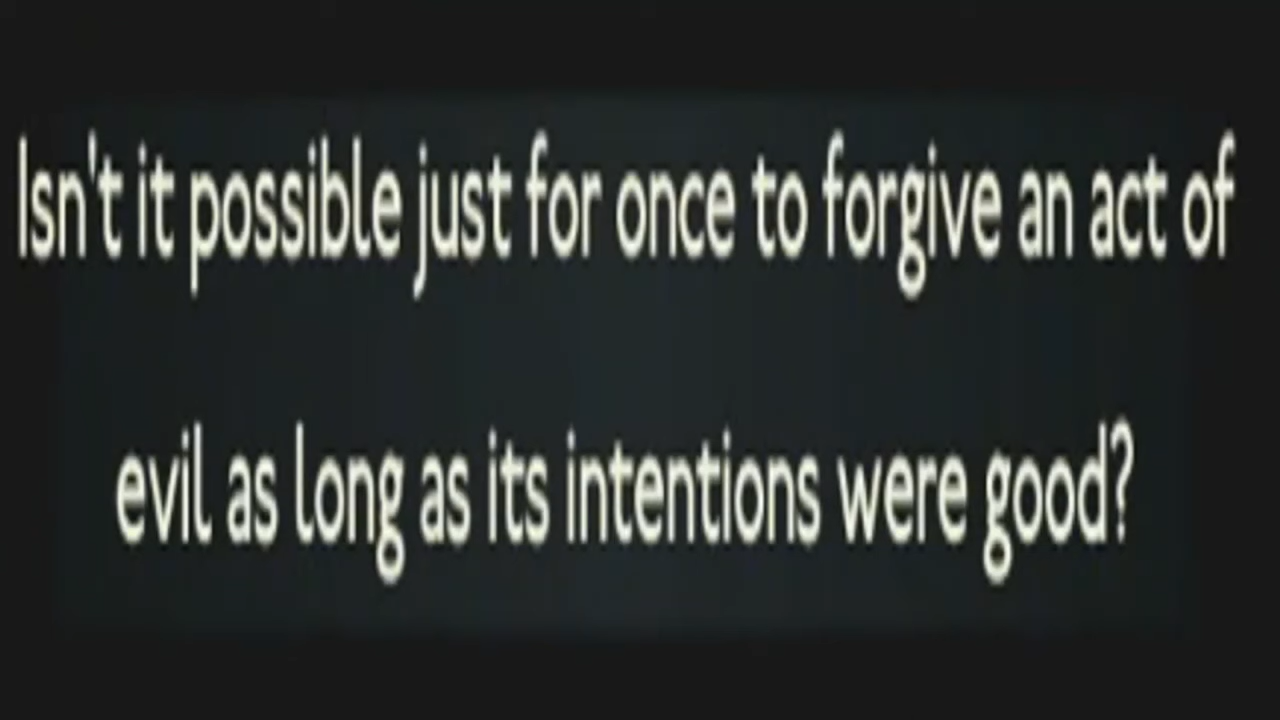 Isn't it possible just for once to forgive an act of
evil as long as its intentions were good?